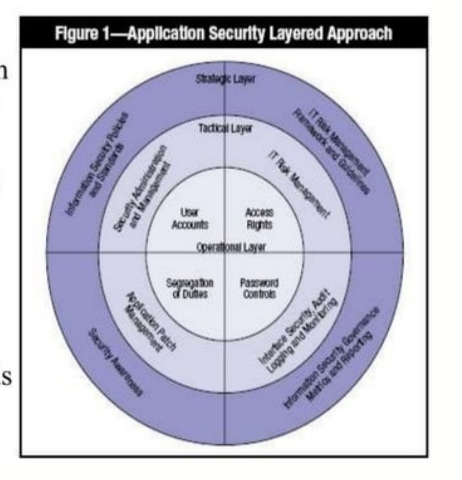 Figure 1—Application Security Layered Approach
Strategic Layer
Information Security Policies
and Standards
IT Risk Management
Framework and Guidelines
Tactical Layer
Security Administration
and Management
IT Risk Management
User
Accounts
Access
Rights
Operational Layer
Segregation
of Duties
Password
Controls
Application Patch
Management
Interface Security, Audit
Logging and Monitoring
Security Awareness
Information Security Governance
Metrics and Reporting